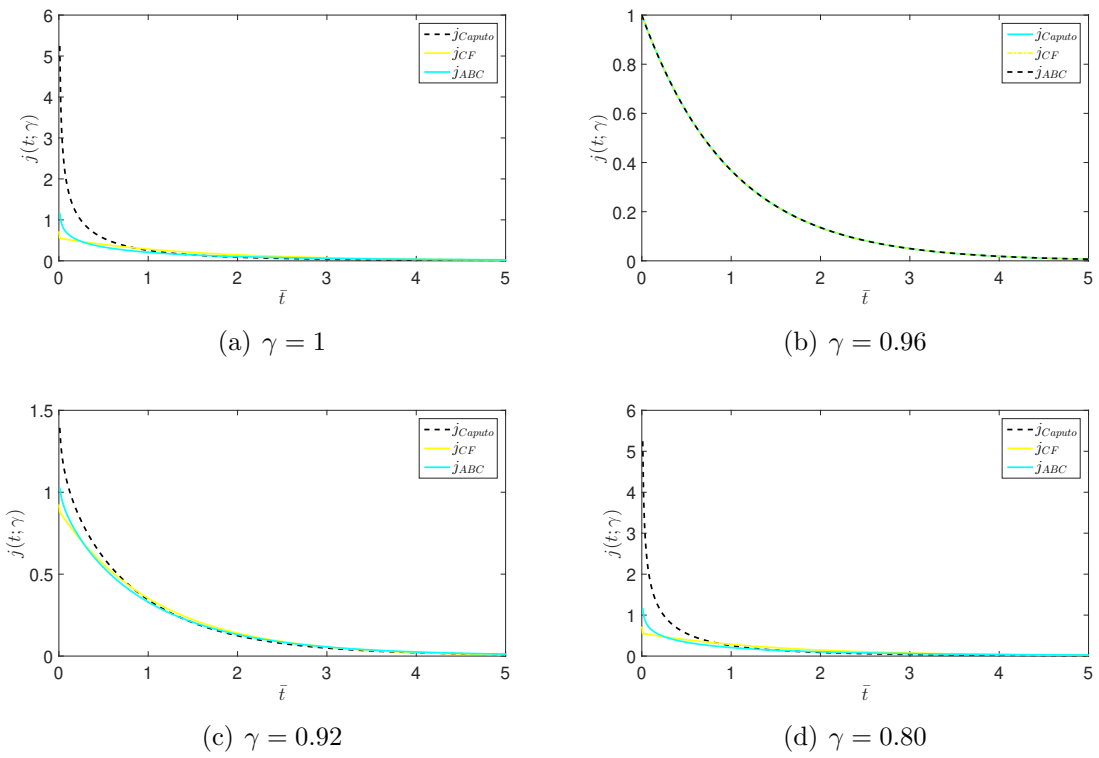 6
5
4
3
2
1
0
j(t; γ)
0 1 2 3 4 5
t̄
j_Caputo
j_CF
j_ABC
(a) γ = 1
1
0.8
0.6
0.4
0.2
0
j(t; γ)
0 1 2 3 4 5
t̄
j_Caputo
j_CF
j_ABC
(b) γ = 0.96
1.5
1
0.5
0
j(t; γ)
0 1 2 3 4 5
t̄
j_Caputo
j_CF
j_ABC
(c) γ = 0.92
6
5
4
3
2
1
0
j(t; γ)
0 1 2 3 4 5
t̄
j_Caputo
j_CF
j_ABC
(d) γ = 0.80